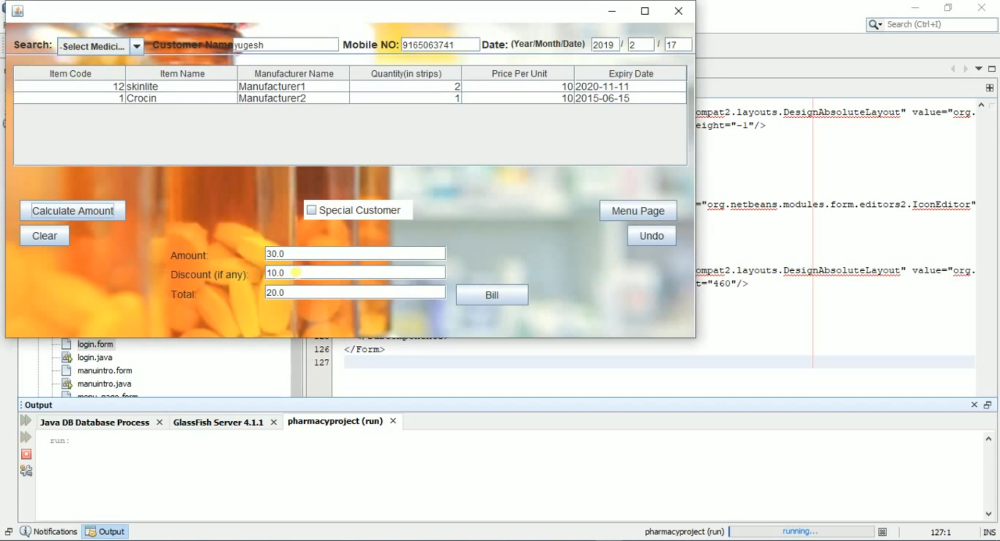 Search (Ctrl+I)
Search: -Select Medici... Customer Name yugesh Mobile NO: 9165063741 Date: (Year/Month/Date) 2019 / 2 / 17
Item Code Item Name Manufacturer Name Quantity(in strips) Price Per Unit Expiry Date
12 skinlite Manufacturer1 2 10 2020-11-11
1 Crocin Manufacturer2 1 10 2015-06-15
ompat2.layouts.DesignAbsoluteLayout" value="org.
eight="-1"/>
="org.netbeans.modules.form.editors2.IconEditor"
Calculate Amount Special Customer Menu Page
Clear Undo
Amount: 30.0
Discount (if any): 10.0
Total: 20.0 Bill
ompat2.layouts.DesignAbsoluteLayout" value="org.
t="460"/>
login.form
login.java
manuintro.form
manuintro.java
126 </Form>
127
Output
Java DB Database Process GlassFish Server 4.1.1 pharmacyproject (run)
run:
Notifications Output pharmacyproject (run) running... 127:1 INS